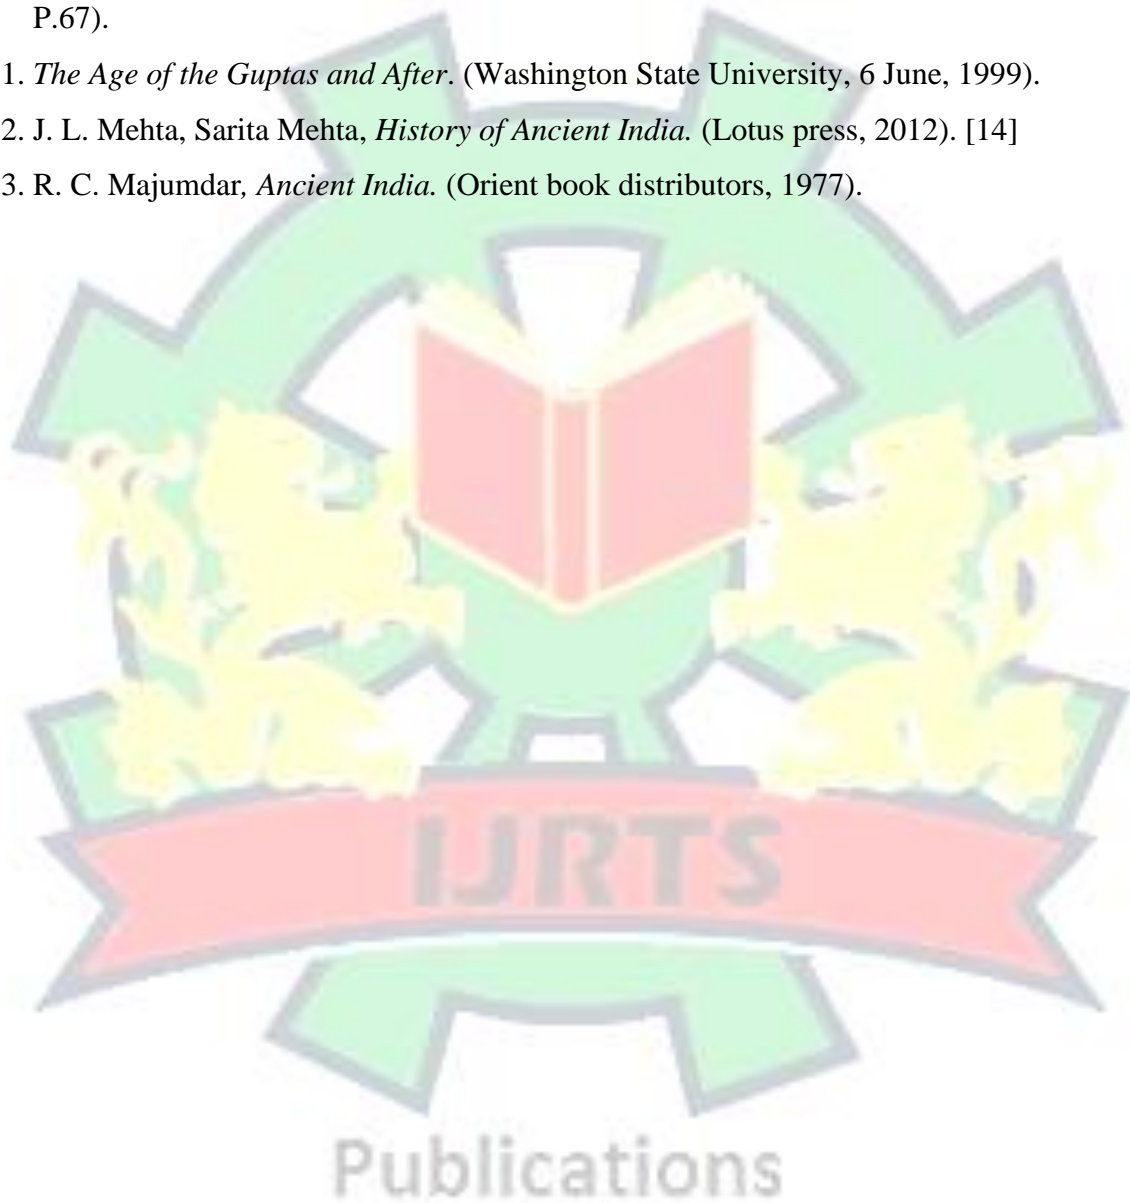 P.67).
1. The Age of the Guptas and After. (Washington State University, 6 June, 1999).
2. J. L. Mehta, Sarita Mehta, History of Ancient India. (Lotus press, 2012). [14]
3. R. C. Majumdar, Ancient India. (Orient book distributors, 1977).
IJRTS
Publications